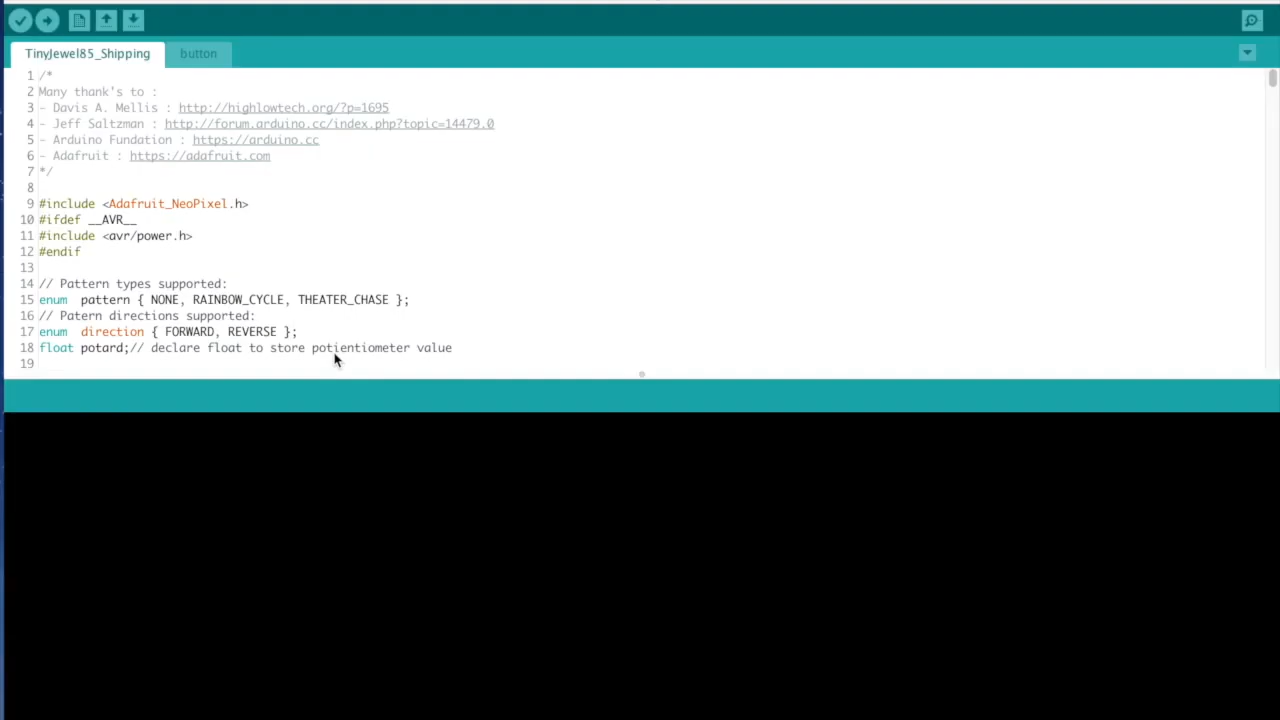 TinyJewel85_Shipping button
1 /*
2 Many thank's to :
3 - Davis A. Mellis : http://highlowtech.org/?p=1695
4 - Jeff Saltzman : http://forum.arduino.cc/index.php?topic=14479.0
5 - Arduino Fundation : https://arduino.cc
6 - Adafruit : https://adafruit.com
7 */
8
9 #include <Adafruit_NeoPixel.h>
10 #ifdef __AVR__
11 #include <avr/power.h>
12 #endif
13
14 // Pattern types supported:
15 enum  pattern { NONE, RAINBOW_CYCLE, THEATER_CHASE };
16 // Patern directions supported:
17 enum  direction { FORWARD, REVERSE };
18 float potard;// declare float to store potientiometer value
19